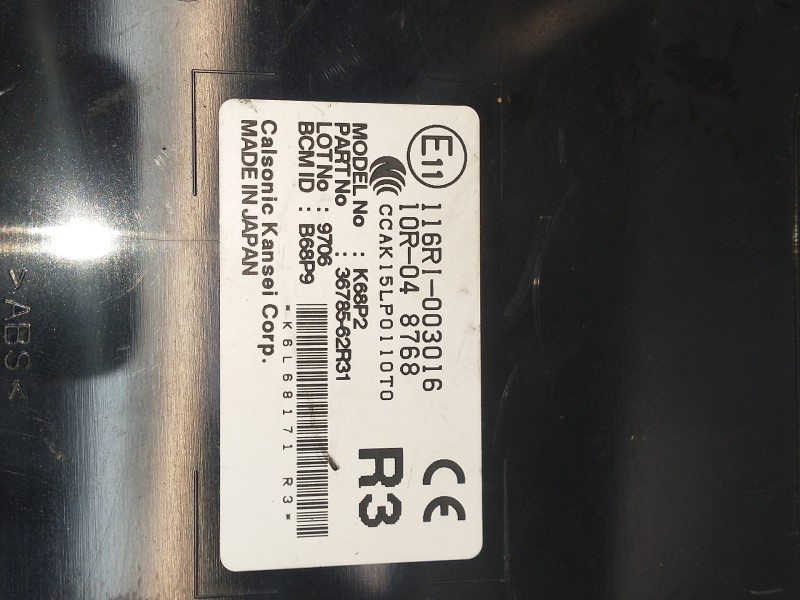 E11 116R1-003016
10R-04 8768
CCAK15LP0110T0
CE
R3
MODEL No : K68P2
PART No : 36785-62R31
LOT No : 9706
BCM ID : B68P9
*K6L68171 R3*
Calsonic Kansei Corp.
MADE IN JAPAN
>ABS<